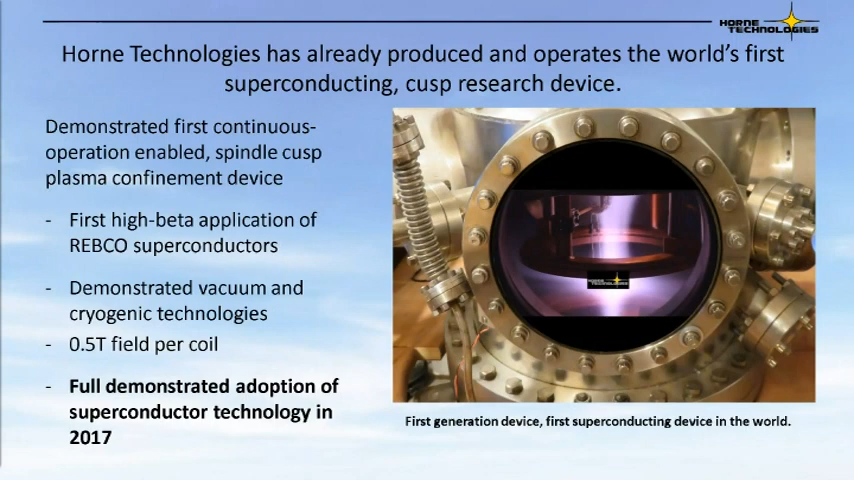 HORNE
TECHNOLOGIES
Horne Technologies has already produced and operates the world's first
superconducting, cusp research device.
Demonstrated first continuous-
operation enabled, spindle cusp
plasma confinement device
- First high-beta application of
REBCO superconductors
- Demonstrated vacuum and
cryogenic technologies
- 0.5T field per coil
- Full demonstrated adoption of
superconductor technology in
2017
HORNE
TECHNOLOGIES
First generation device, first superconducting device in the world.